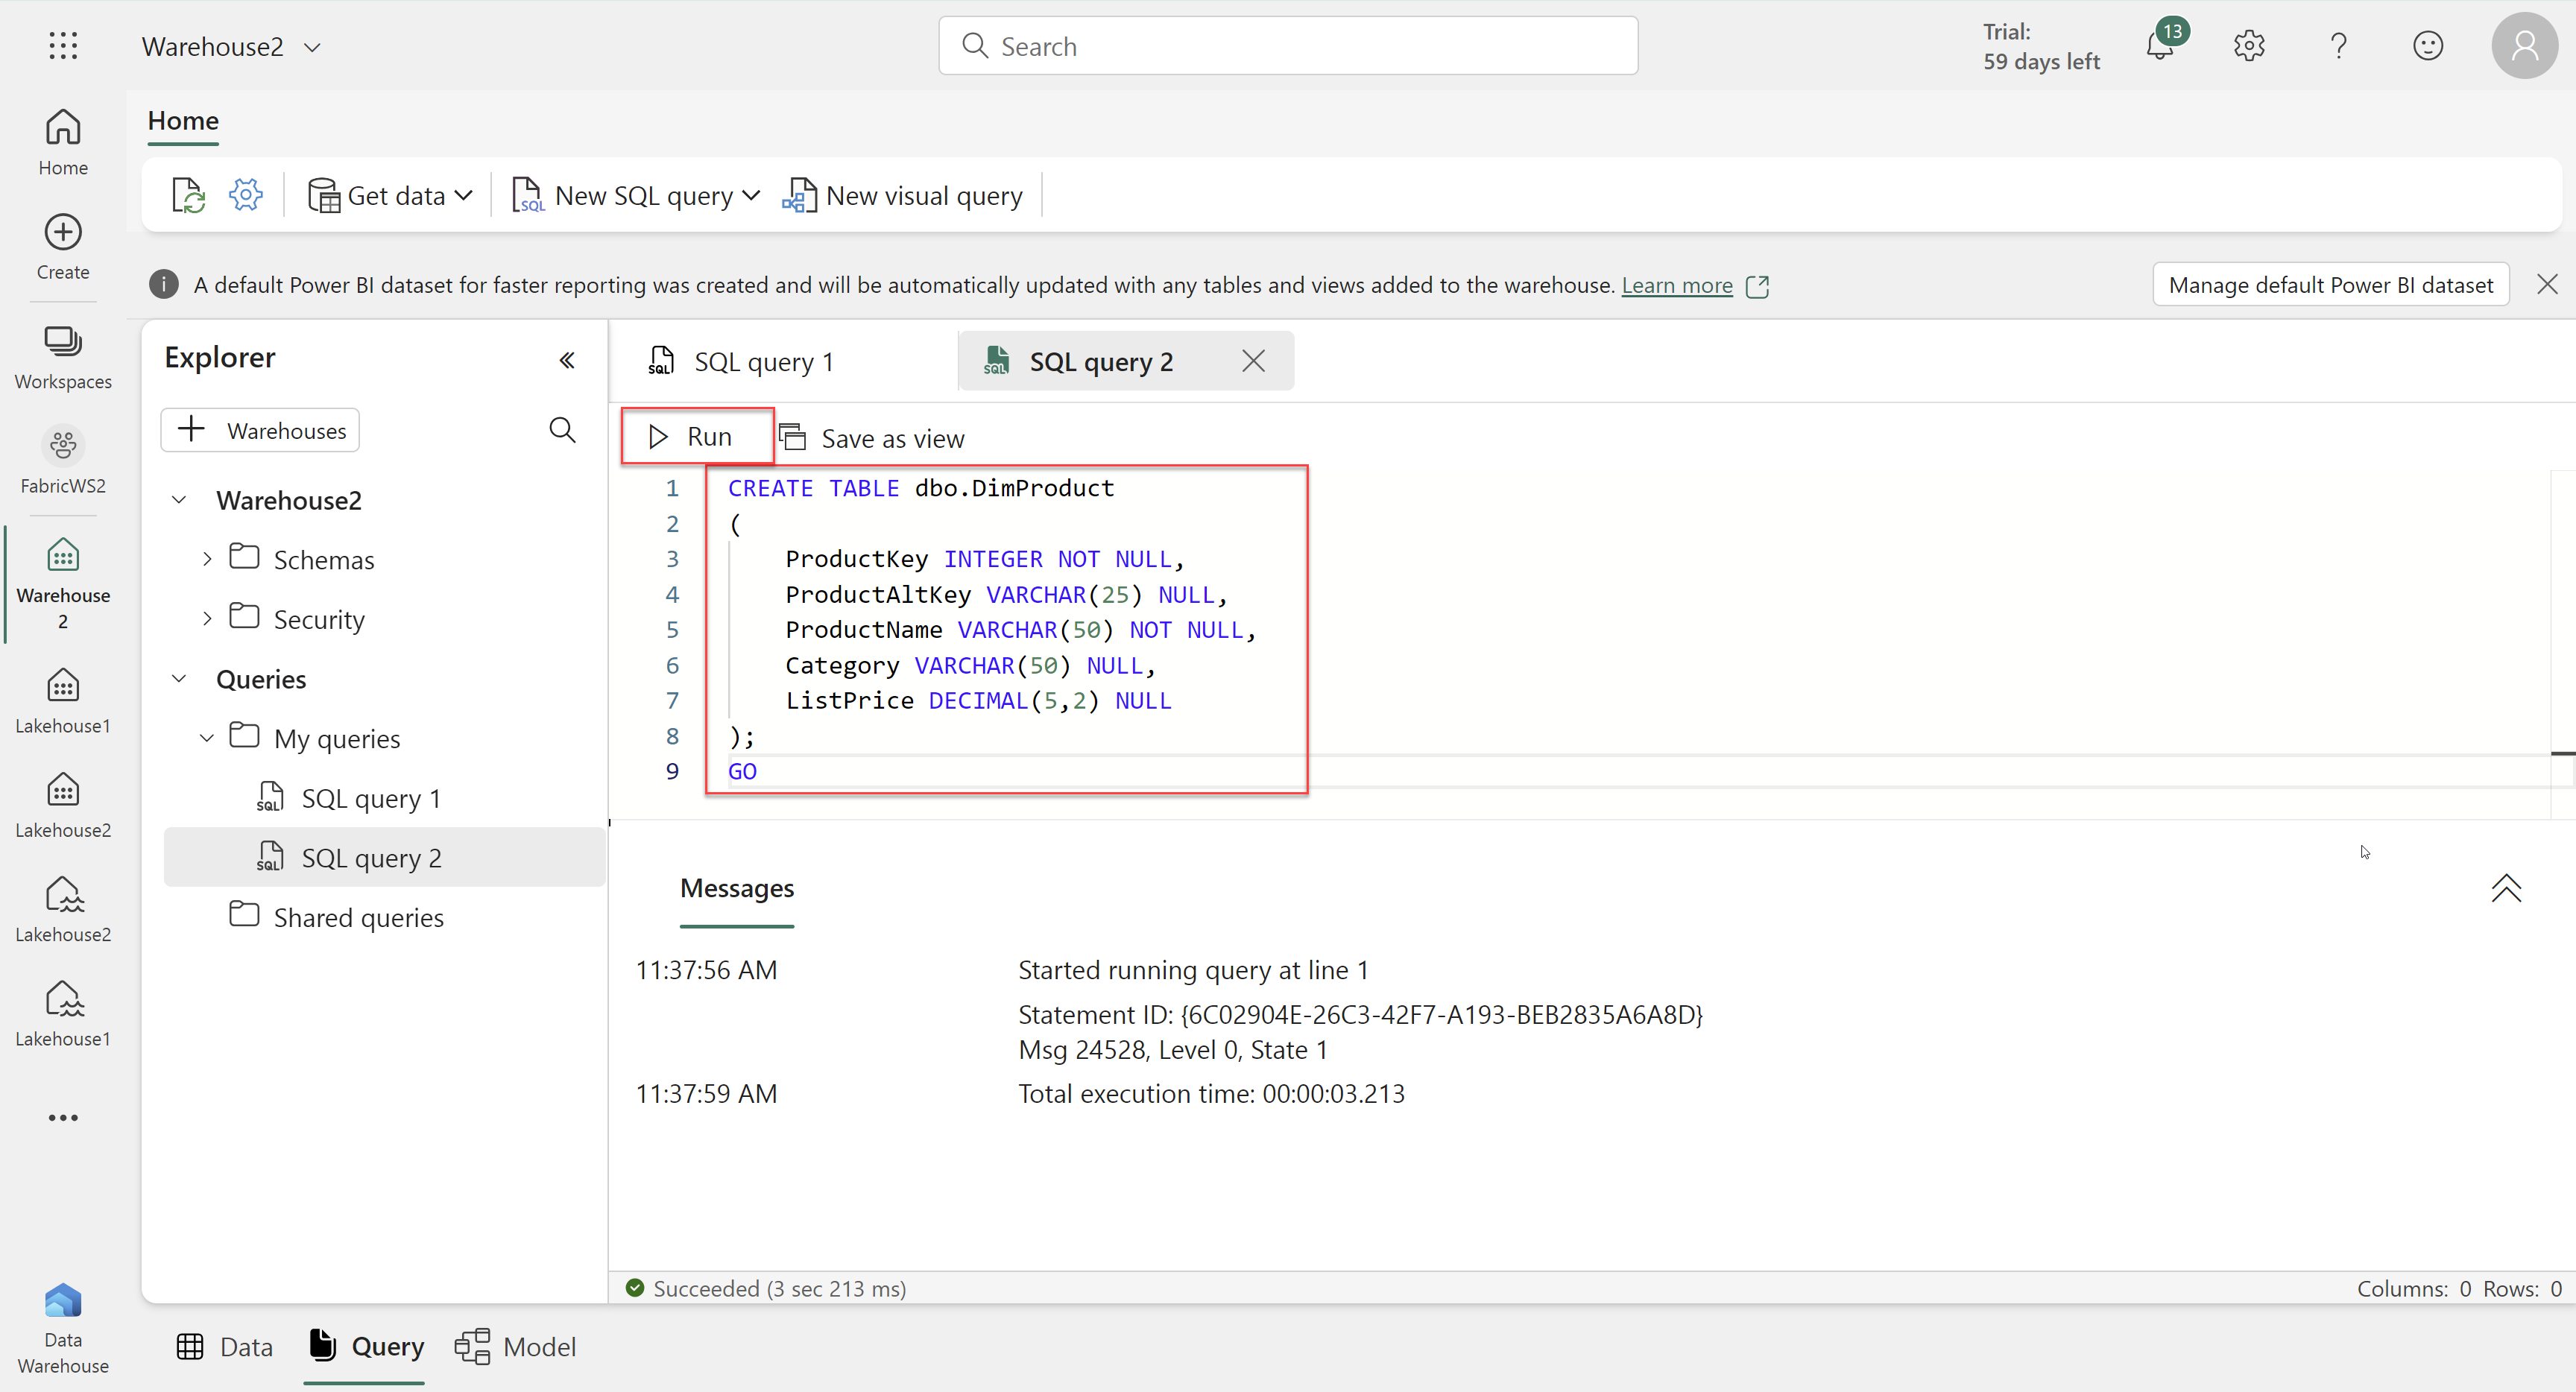 Warehouse2
Search
Trial:
59 days left
13
Home
Create
Workspaces
FabricWS2
Warehouse
2
Lakehouse1
Lakehouse2
Lakehouse2
Lakehouse1
Data
Warehouse
Home
Get data
SQL New SQL query
New visual query
A default Power BI dataset for faster reporting was created and will be automatically updated with any tables and views added to the warehouse. Learn more
Manage default Power BI dataset
Explorer
Warehouses
Warehouse2
Schemas
Security
Queries
My queries
SQL SQL query 1
SQL SQL query 2
Shared queries
SQL SQL query 1
SQL SQL query 2
Run
Save as view
1 CREATE TABLE dbo.DimProduct
2 (
3 ProductKey INTEGER NOT NULL,
4 ProductAltKey VARCHAR(25) NULL,
5 ProductName VARCHAR(50) NOT NULL,
6 Category VARCHAR(50) NULL,
7 ListPrice DECIMAL(5,2) NULL
8 );
9 GO
Messages
11:37:56 AM Started running query at line 1
Statement ID: {6C02904E-26C3-42F7-A193-BEB2835A6A8D}
Msg 24528, Level 0, State 1
11:37:59 AM Total execution time: 00:00:03.213
Succeeded (3 sec 213 ms)
Columns: 0 Rows: 0
Data
Query
Model